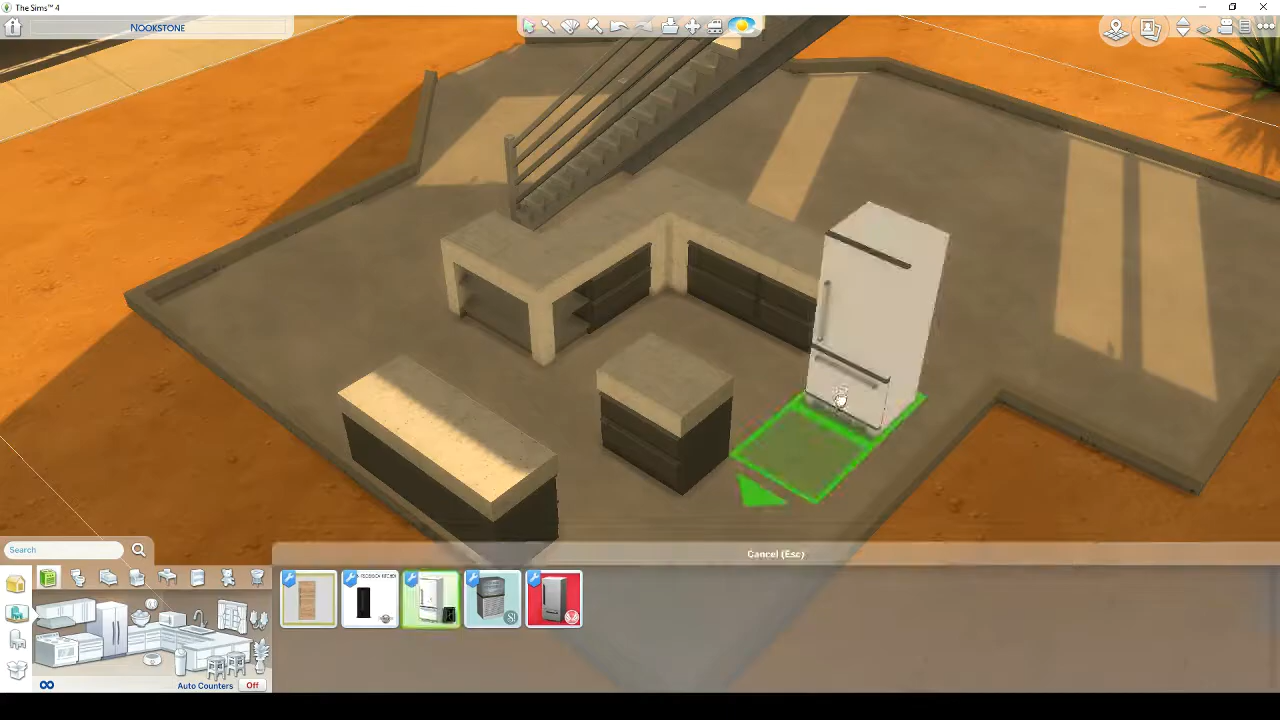 The Sims™ 4
NOOKSTONE
Cancel (Esc)
Search
Auto Counters
Off